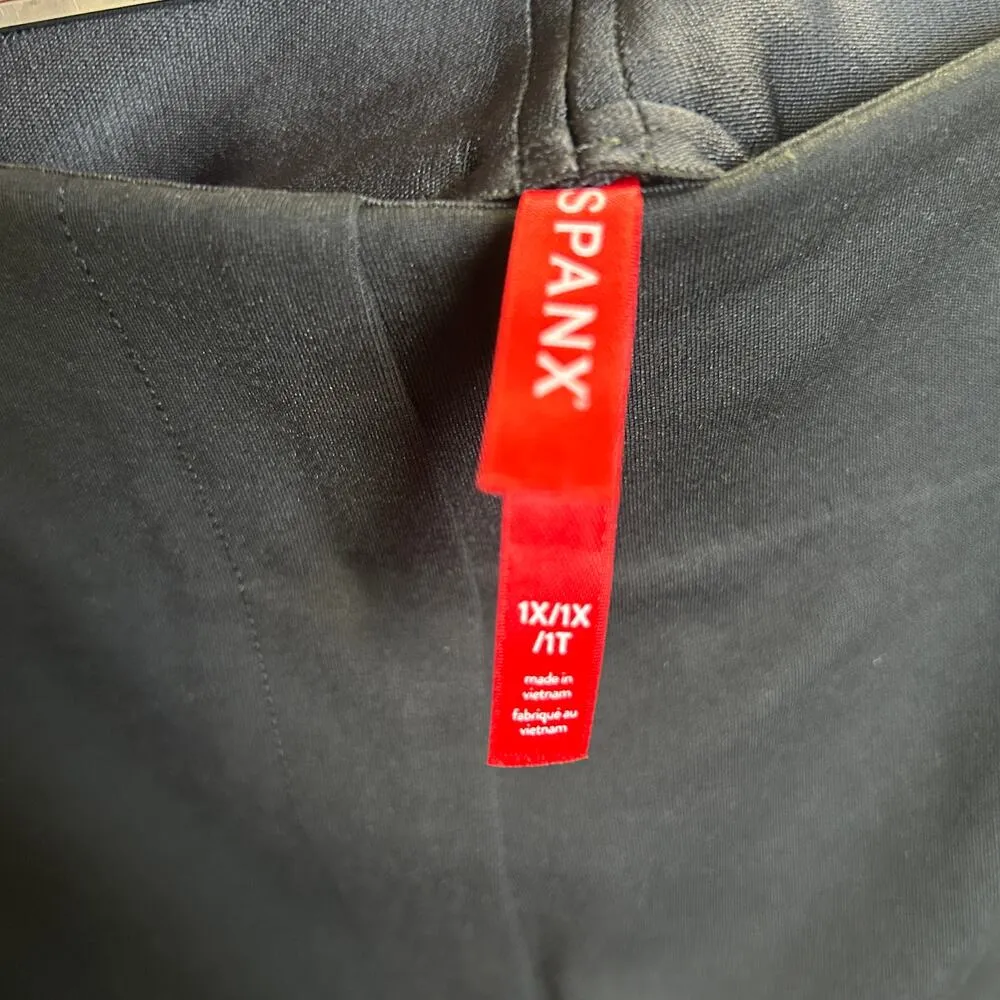 SPANX
1X/1X
/1T
made in
vietnam
fabriqué au
vietnam